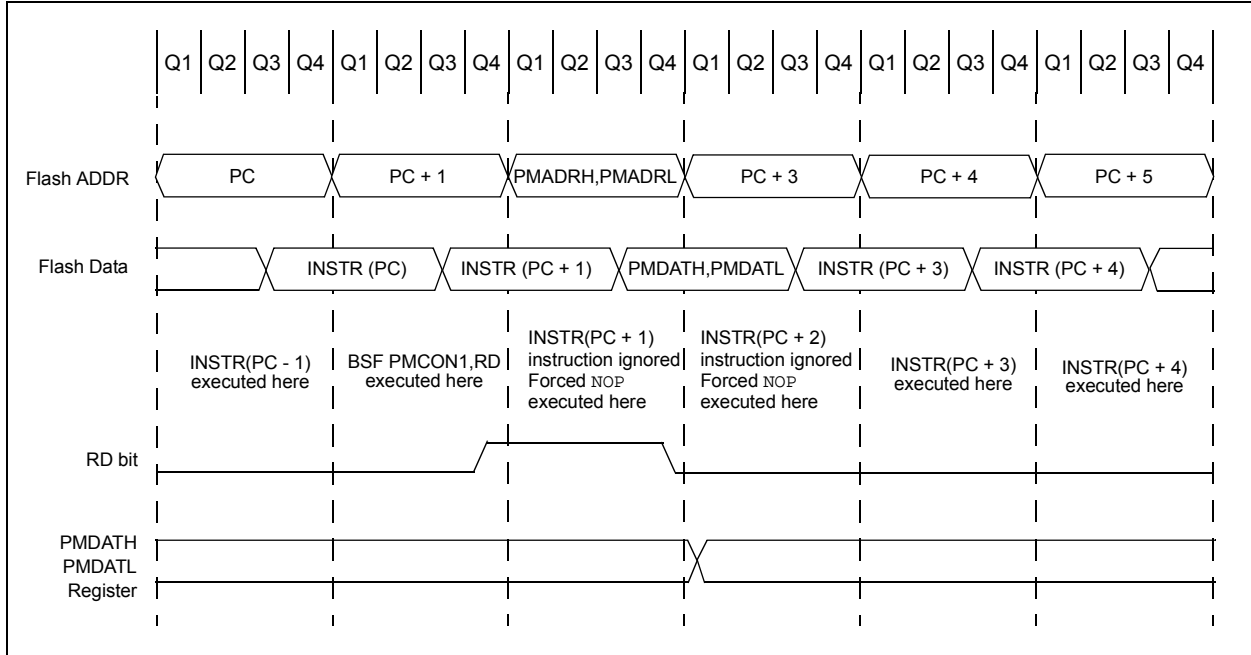 Q1 Q2 Q3 Q4 Q1 Q2 Q3 Q4 Q1 Q2 Q3 Q4 Q1 Q2 Q3 Q4 Q1 Q2 Q3 Q4 Q1 Q2 Q3 Q4
Flash ADDR PC PC + 1 PMADRH,PMADRL PC + 3 PC + 4 PC + 5
Flash Data INSTR (PC) INSTR (PC + 1) PMDATH,PMDATL INSTR (PC + 3) INSTR (PC + 4)
INSTR(PC - 1)
executed here
BSF PMCON1,RD
executed here
INSTR(PC + 1)
instruction ignored
Forced NOP
executed here
INSTR(PC + 2)
instruction ignored
Forced NOP
executed here
INSTR(PC + 3)
executed here
INSTR(PC + 4)
executed here
RD bit
PMDATH
PMDATL
Register